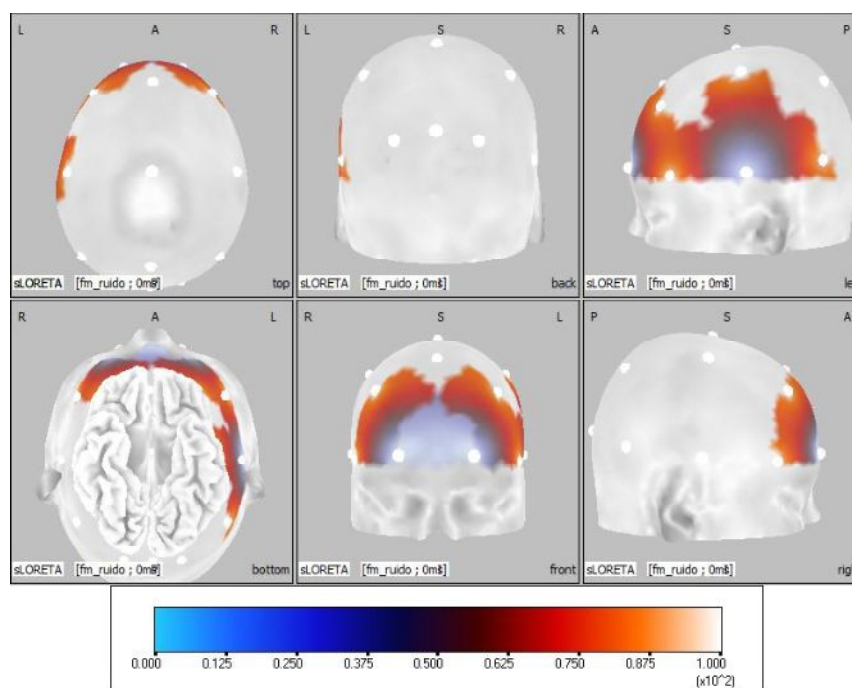 L A R
L S R
A S P
sLORETA [fm_ruido ; 0ms] top
sLORETA [fm_ruido ; 0ms] back
sLORETA [fm_ruido ; 0ms] le
R A L
R S L
P S A
sLORETA [fm_ruido ; 0ms] bottom
sLORETA [fm_ruido ; 0ms] front
sLORETA [fm_ruido ; 0ms] righ
0.000 0.125 0.250 0.375 0.500 0.625 0.750 0.875 1.000
(x10^2)